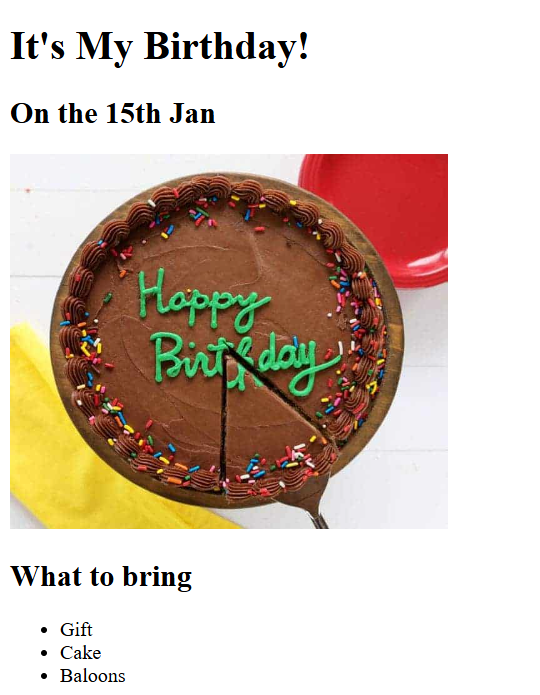 It's My Birthday!
On the 15th Jan
Happy
Birthday
What to bring
Gift
Cake
Baloons